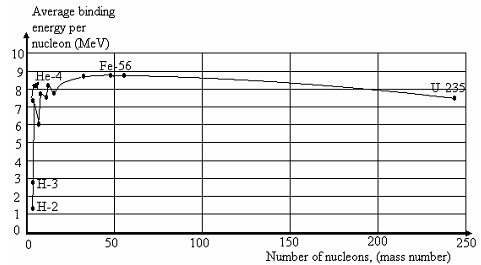 Average binding
energy per
nucleon (MeV)
10
9
8
7
6
5
4
3
2
1
0
He-4
Fe-56
U 235
H-3
H-2
0 50 100 150 200 250
Number of nucleons, (mass number)